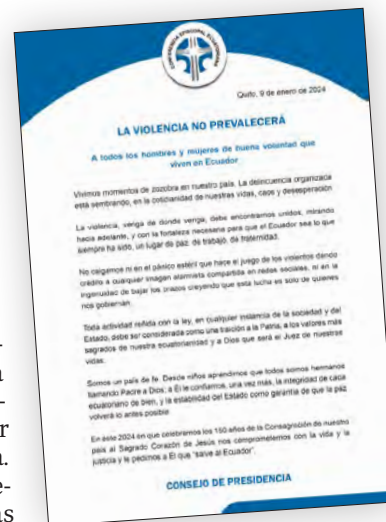 CONFERENCIA EPISCOPAL ECUATORIANA
Quito, 9 de enero de 2024
LA VIOLENCIA NO PREVALECERÁ
A todos los hombres y mujeres de buena voluntad que
viven en Ecuador
Vivimos momentos de zozobra en nuestro país. La delincuencia organizada
está sembrando, en la cotidianidad de nuestras vidas, caos y desesperación
La violencia, venga de donde venga, debe encontrarnos unidos, mirando
hacia adelante, y con la fortaleza necesaria para que el Ecuador sea lo que
siempre ha sido, un lugar de paz, de trabajo, de fraternidad.
No caigamos ni en el pánico estéril que hace el juego de los violentos dando
crédito a cualquier imagen alarmista compartida en redes sociales, ni en la
ingenuidad de bajar los brazos creyendo que esta lucha es solo de quienes
nos gobiernan.
Toda actividad reñida con la ley, en cualquier instancia de la sociedad y del
Estado, debe ser considerada como una traición a la Patria, a los valores más
sagrados de nuestra ecuatorianidad y a Dios que será el Juez de nuestras
vidas.
Somos un país de fe. Desde niños aprendimos que todos somos hermanos
llamando Padre a Dios; a Él le confiamos, una vez más, la integridad de cada
ecuatoriano de bien, y la estabilidad del Estado como garantía de que la paz
volverá lo antes posible.
En este 2024 en que celebramos los 150 años de la Consagración de nuestro
país al Sagrado Corazón de Jesús nos comprometemos con la vida y la
justicia y le pedimos a Él que "salve al Ecuador".
CONSEJO DE PRESIDENCIA